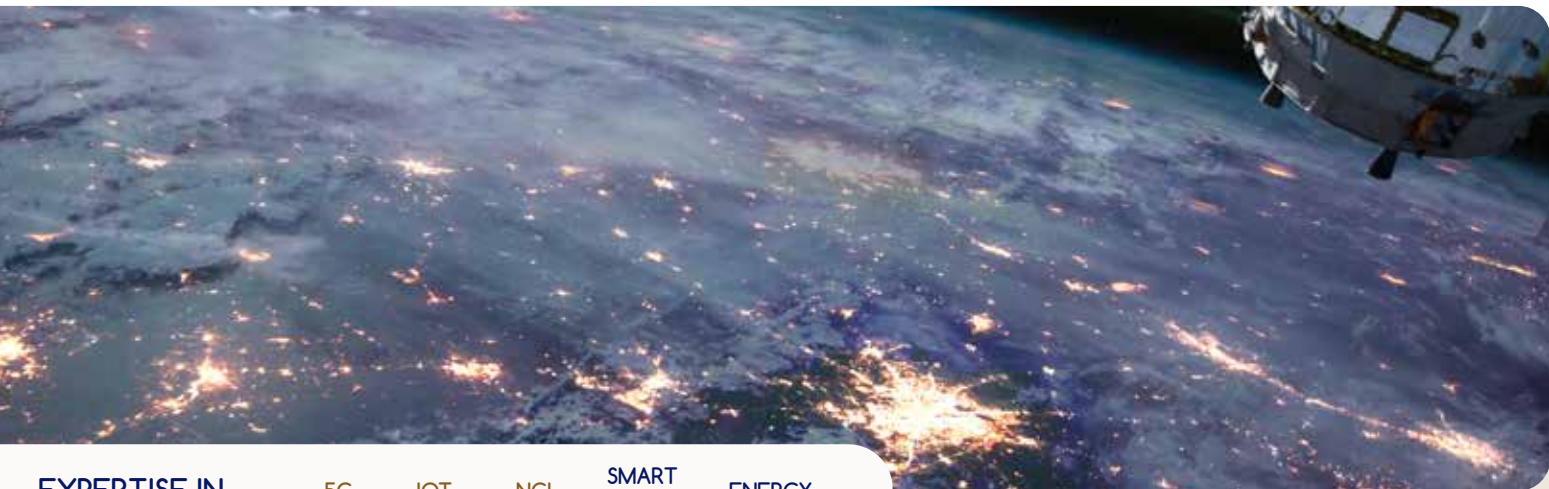 EXPERTISE IN
5G
IOT
SMART
ENERGY